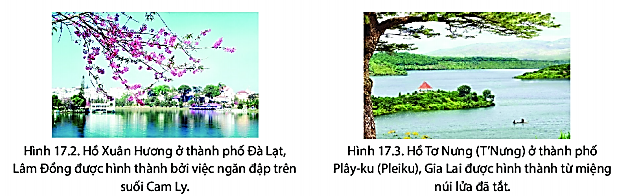 Hình 17.2. Hồ Xuân Hương ở thành phố Đà Lạt,
Lâm Đồng được hình thành bởi việc ngăn đập trên
suối Cam Ly.
Hình 17.3. Hồ Tơ Nưng (T’Nưng) ở thành phố
Plây-ku (Pleiku), Gia Lai được hình thành từ miệng
núi lửa đã tắt.